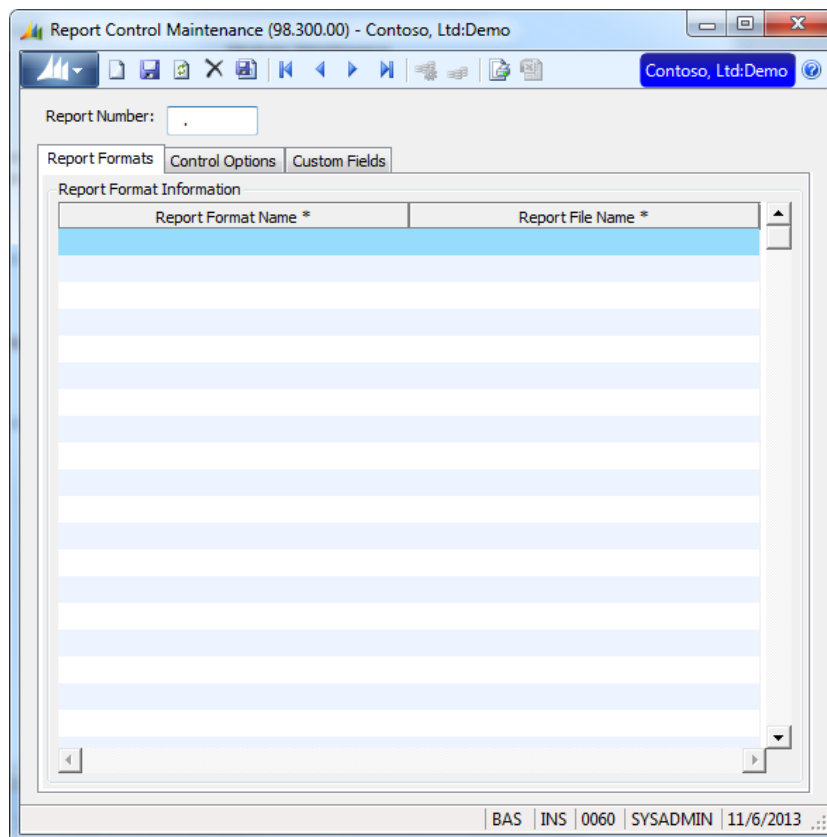 Report Control Maintenance (98.300.00) - Contoso, Ltd:Demo
Contoso, Ltd:Demo
Report Number: .
Report Formats Control Options Custom Fields
Report Format Information
Report Format Name * Report File Name *
BAS INS 0060 SYSADMIN 11/6/2013